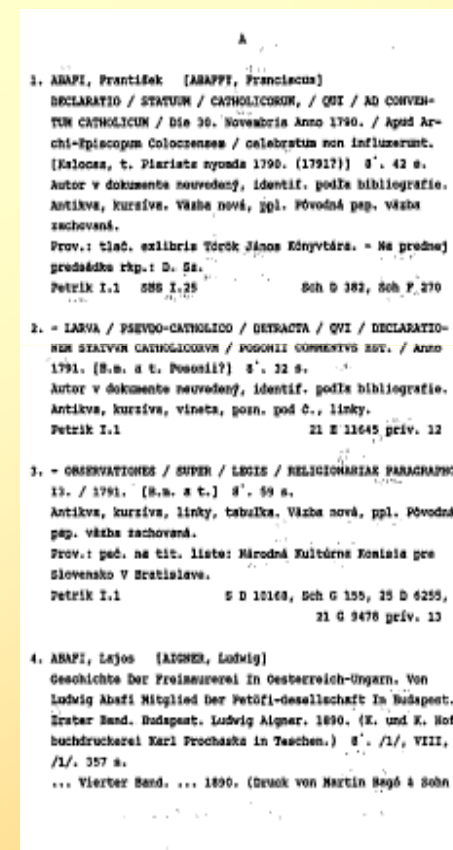 A
1. ABAFI, František [ABAFFY, Franciscus]
DECLARATIO / STATUUM / CATHOLICORUM, / QUI / AD CONVEN-
TUM CATHOLICUM / Die 30. Novembris Anno 1790. / Apud Ar-
chi-Episcopum Coloczensem / celebratum non influxerunt.
[Kalocsa, t. Piarists nyomda 1790. (1791?)] 8°. 42 s.
Autor v dokumente neuvedený, identif. podľa bibliografie.
Antikva, kurzíva. Väzba nová, ppl. Pôvodná pap. väzba
zachovaná.
Prov.: tlač. exlibris Török János Könyvtára. - Na prednej
predsádke rkp.: D. Sz.
Petrik I.1 SBS I.25 Sch D 382, Sch F 270
2. - LARVA / PSEVDO-CATHOLICO / DETRACTA / QVI / DECLARATIO-
NEM STATVVM CATHOLICORVM / POSONII COMMENTVS EST. / Anno
1791. [B.m. a t. Posonii?] 8°. 32 s.
Autor v dokumente neuvedený, identif. podľa bibliografie.
Antikva, kurzíva, vineta, pozn. pod č., linky.
Petrik I.1 21 E 11645 prív. 12
3. - OBSERVATIONES / SUPER / LEGIS / RELIGIONARIAE PARAGRAPHO
13. / 1791. [B.m. a t.] 8°. 59 s.
Antikva, kurzíva, linky, tabuľka. Väzba nová, ppl. Pôvodná
pap. väzba zachovaná.
Prov.: peč. na tit. liste: Národná Kultúrna Komisia pre
Slovensko V Bratislave.
Petrik I.1 S D 10168, Sch G 155, 25 D 6255,
21 G 9478 prív. 13
4. ABAFI, Lajos [AIGNER, Ludwig]
Geschichte Der Freimaurerei In Oesterreich-Ungarn. Von
Ludwig Abafi Mitglied Der Petöfi-Gesellschaft In Budapest.
Erster Band. Budapest. Ludwig Aigner. 1890. (K. und K. Hof
buchdruckerei Karl Prochaska in Teschen.) 8°. /1/, VIII,
/1/. 357 s.
... Vierter Band. ... 1890. (Druck von Martin Bagó & Sohn